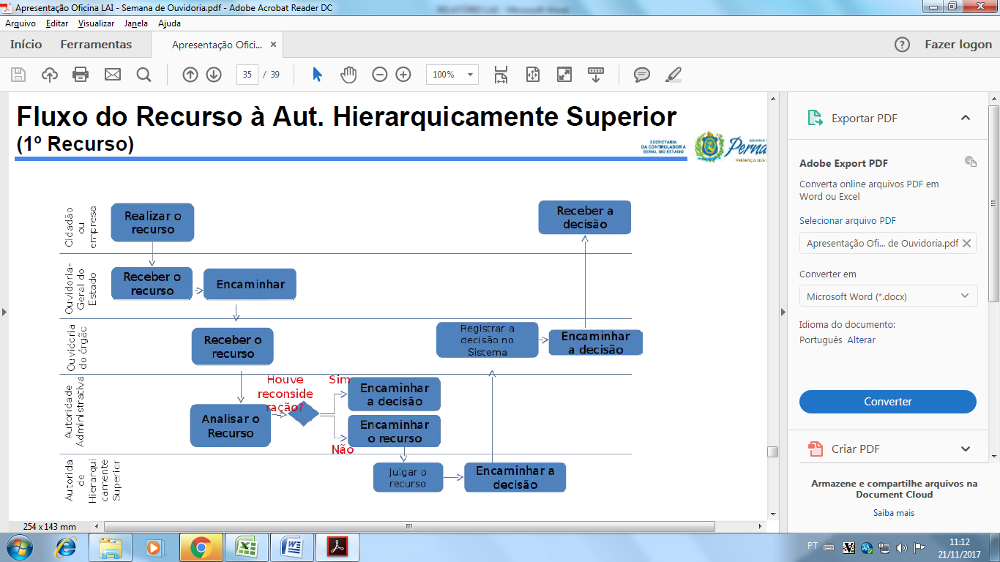 Apresentação Oficina LAI - Semana de Ouvidoria.pdf - Adobe Acrobat Reader DC
Arquivo Editar Visualizar Janela Ajuda
Início Ferramentas Apresentação Ofici... Fazer logon
35 / 39 100%
Fluxo do Recurso à Aut. Hierarquicamente Superior
(1º Recurso)
SECRETARIA
DA CONTROLADORIA
GERAL DO ESTADO
Cidadão
ou
empresa
Realizar o
recurso
Receber a
decisão
Ouvidoria-
Geral do
Estado
Receber o
recurso
Encaminhar
Ouvidoria
do órgão
Receber o
recurso
Registrar a
decisão no
Sistema
Encaminhar
a decisão
Autoridade
Administrativa
Analisar o
Recurso
Houve
reconside
ração?
Sim
Encaminhar
a decisão
Encaminhar
o recurso
Não
Autorida
de
Hierarqui
camente
Superior
Julgar o
recurso
Encaminhar a
decisão
254 x 143 mm
Exportar PDF
Adobe Export PDF
Converta online arquivos PDF em
Word ou Excel
Selecionar arquivo PDF
Apresentação Ofi... de Ouvidoria.pdf
Converter em
Microsoft Word (*.docx)
Idioma do documento:
Português Alterar
Converter
Criar PDF
Armazene e compartilhe arquivos na
Document Cloud
Saiba mais
PT
11:12
21/11/2017